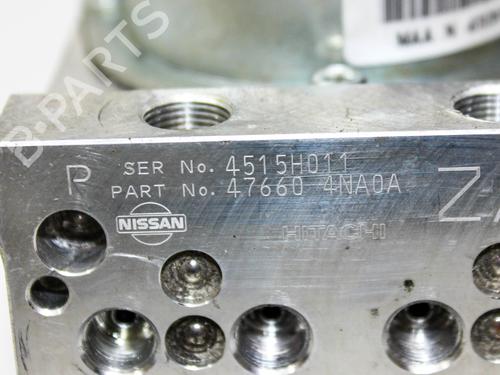 B-PARTS
P
SER No. 4515H011
PART No. 47660 4NA0A
NISSAN
HITACHI
Z